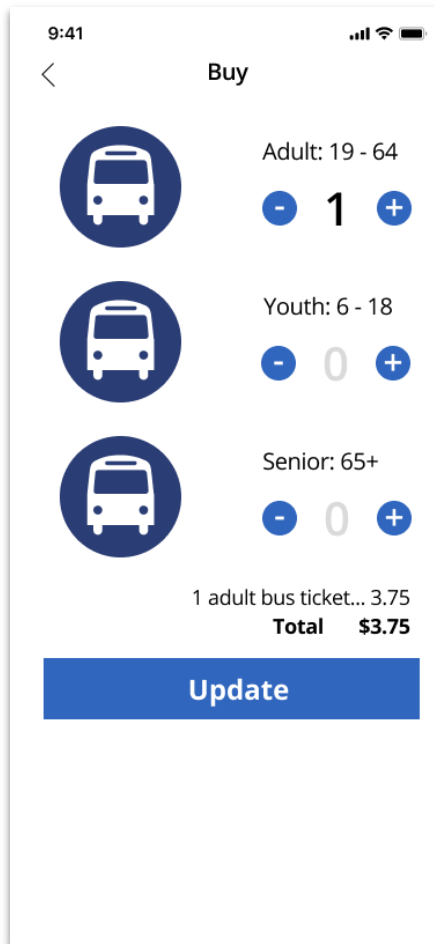 9:41
Buy
Adult: 19 - 64
- 1 +
Youth: 6 - 18
- 0 +
Senior: 65+
- 0 +
1 adult bus ticket... 3.75
Total $3.75
Update